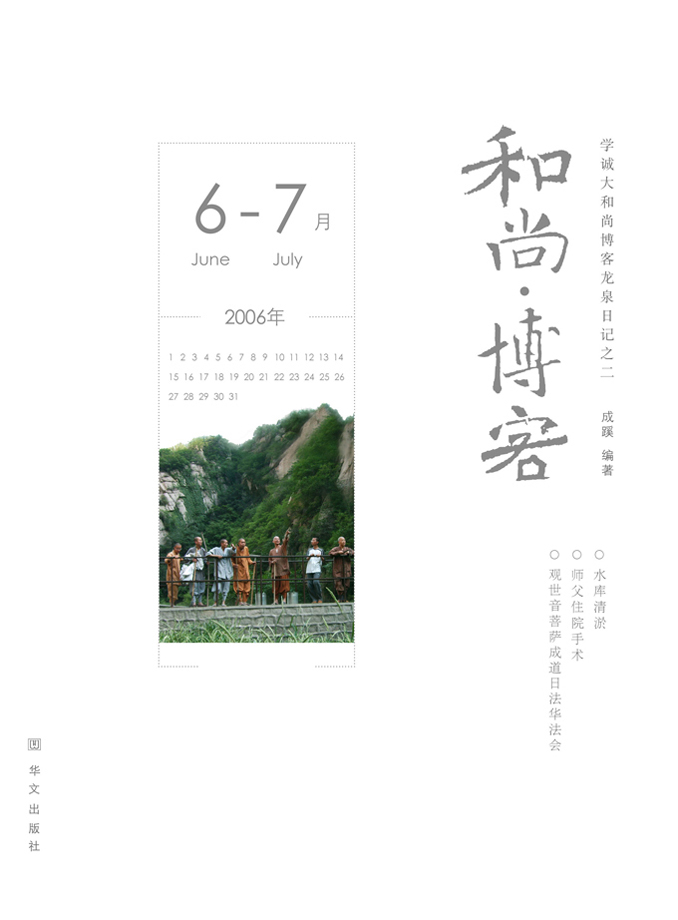 学诚大和尚博客龙泉日记之二
成蹊 编著
和尚·博客
6-7月
June July
2006年
1 2 3 4 5 6 7 8 9 10 11 12 13 14
15 16 17 18 19 20 21 22 23 24 25 26
27 28 29 30 31
○ 水库清淤
○ 师父住院手术
○ 观世音菩萨成道日法华法会
华文出版社